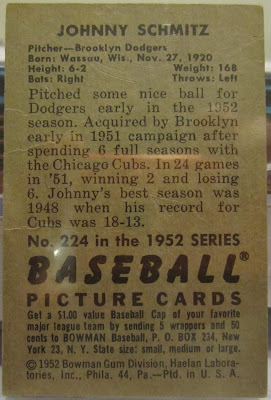 JOHNNY SCHMITZ
Pitcher—Brooklyn Dodgers
Born: Wausau, Wis., Nov. 27, 1920
Height: 6-2 Weight: 168
Bats: Right Throws: Left
Pitched some nice ball for
Dodgers early in the 1952
season. Acquired by Brooklyn
early in 1951 campaign after
spending 6 full seasons with
the Chicago Cubs. In 24 games
in '51, winning 2 and losing
6. Johnny's best season was
1948 when his record for
Cubs was 18-13.
No. 224 in the 1952 SERIES
BASEBALL®
PICTURE CARDS
Get a $1.00 value Baseball Cap of your favorite
major league team by sending 5 wrappers and 50
cents to BOWMAN Baseball, P. O. BOX 234, New
York 23, N. Y. State size: small, medium or large.
©1952 Bowman Gum Division, Haelan Labora-
tories, Inc., Phila. 44, Pa.—Ptd. in U. S. A.